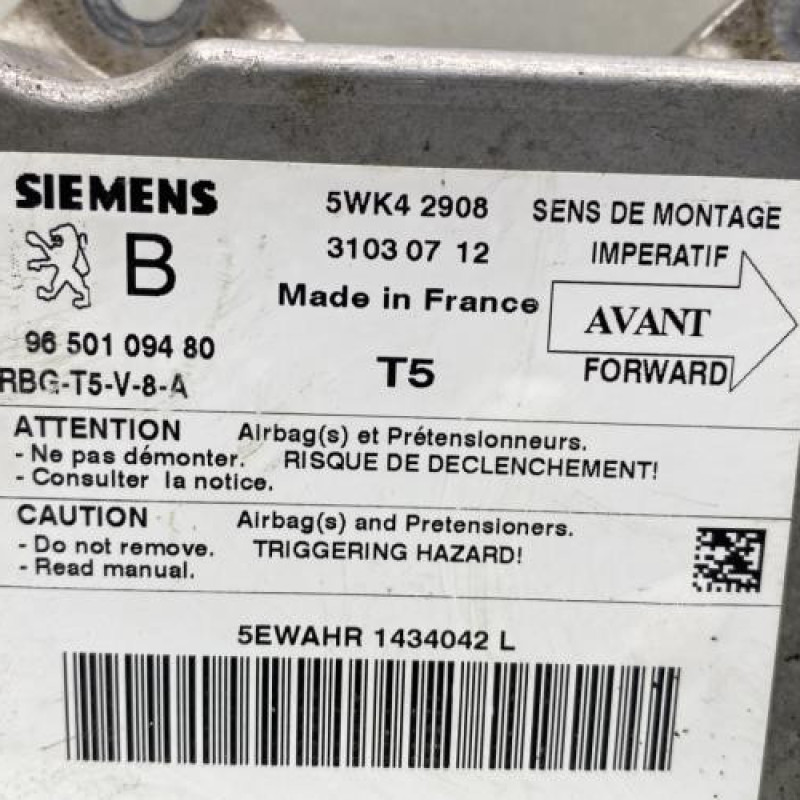 SIEMENS 5WK4 2908 SENS DE MONTAGE
B 3103 07 12 IMPERATIF
Made in France AVANT
96 501 094 80 T5 FORWARD
RBG-T5-V-8-A
ATTENTION Airbag(s) et Prétensionneurs.
- Ne pas démonter. RISQUE DE DECLENCHEMENT!
- Consulter la notice.
CAUTION Airbag(s) and Pretensioners.
- Do not remove. TRIGGERING HAZARD!
- Read manual.
5EWAHR 1434042 L